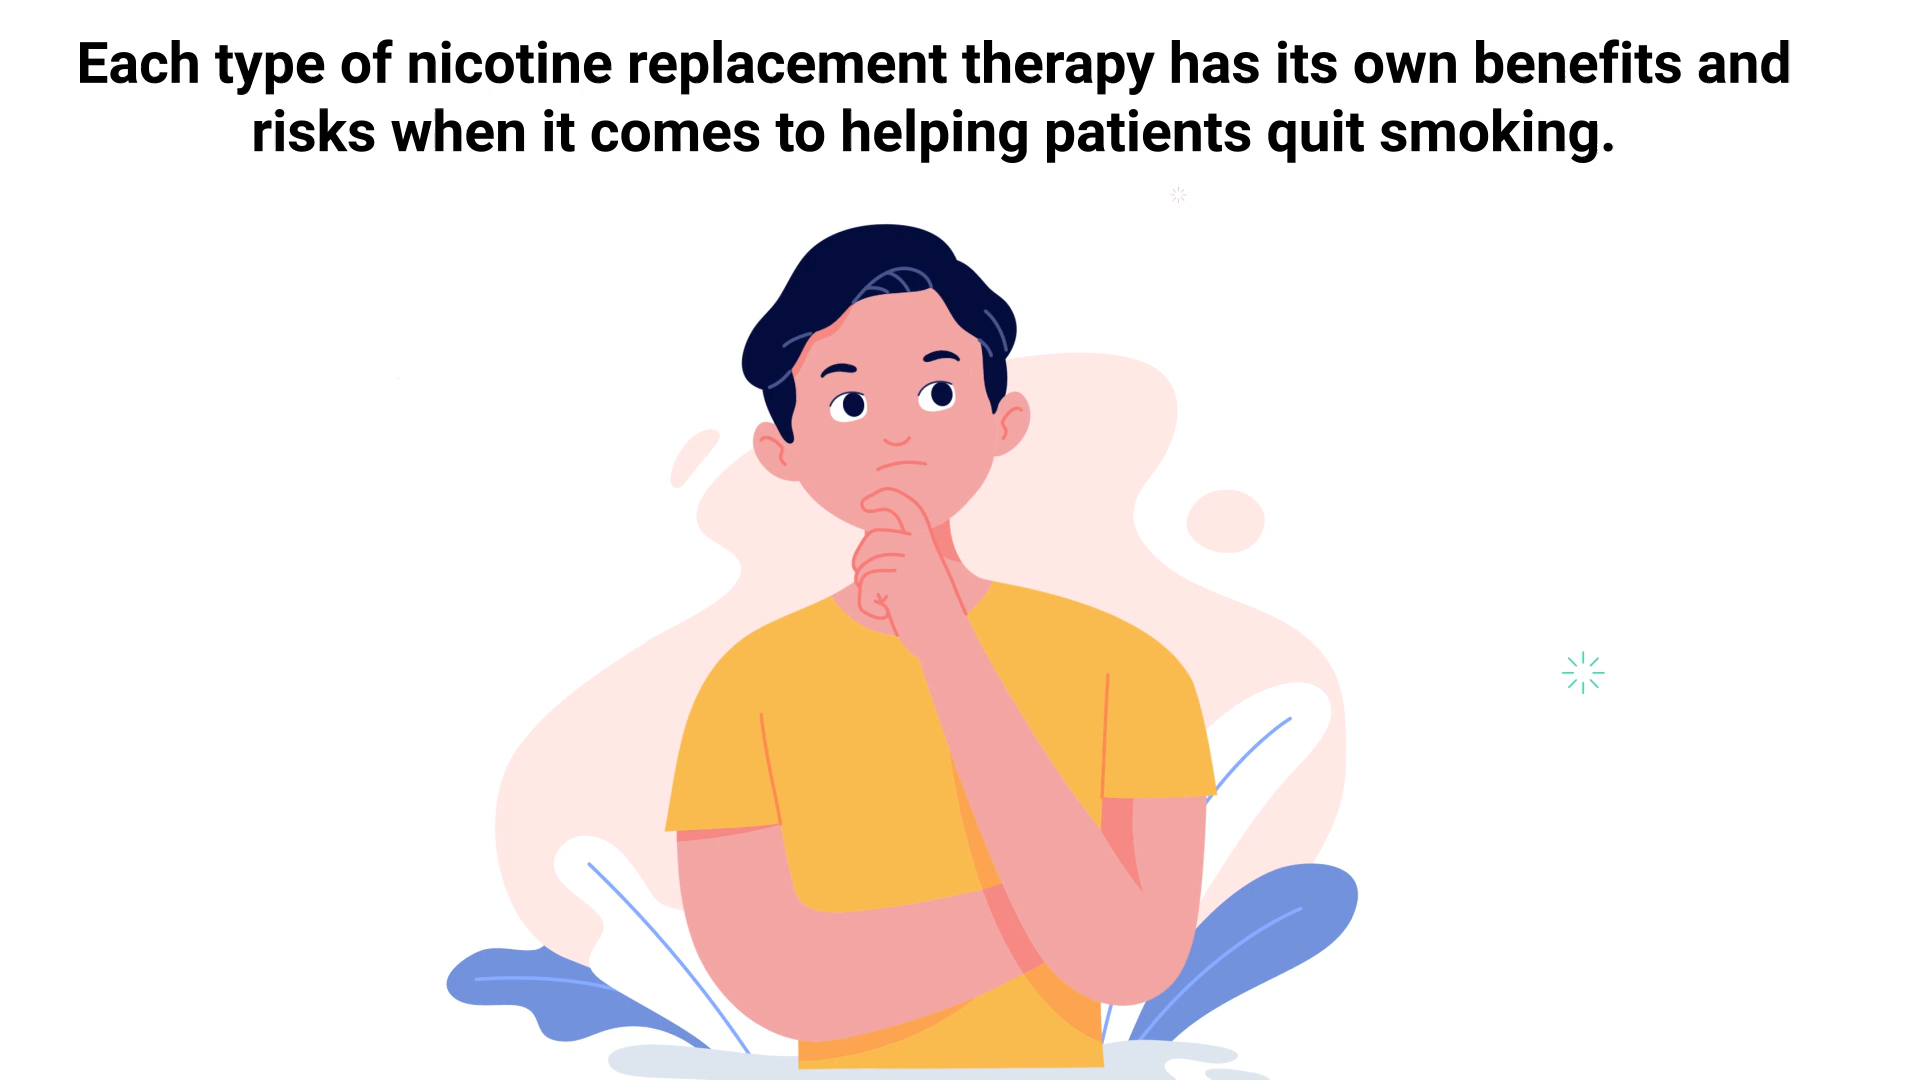 Each type of nicotine replacement therapy has its own benefits and
risks when it comes to helping patients quit smoking.